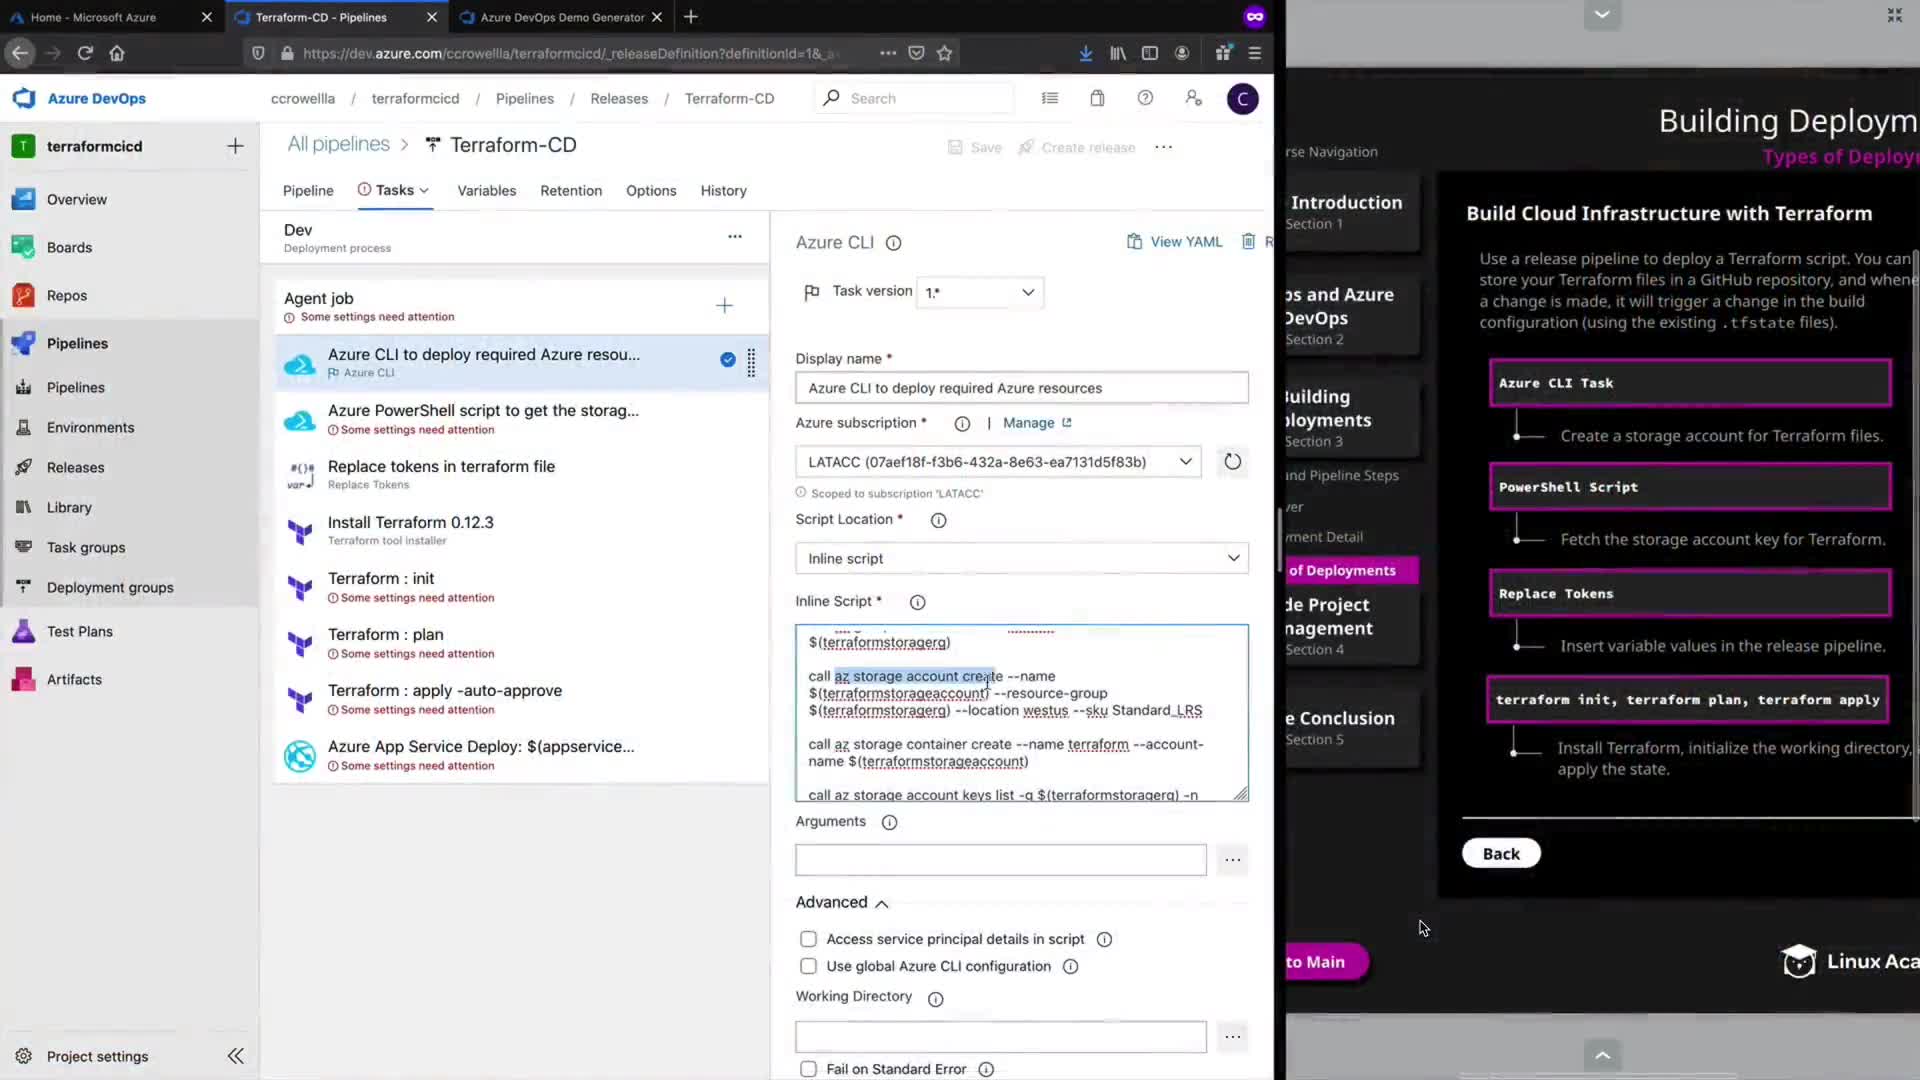 Home - Microsoft Azure
Terraform-CD - Pipelines
Azure DevOps Demo Generator
https://dev.azure.com/ccrowellla/terraformcicd/_releaseDefinition?definitionId=1&_a
Azure DevOps
ccrowellla / terraformcicd / Pipelines / Releases / Terraform-CD
Search
C
T
terraformcicd
Overview
Boards
Repos
Pipelines
Pipelines
Environments
Releases
Library
Task groups
Deployment groups
Test Plans
Artifacts
Project settings
All pipelines > Terraform-CD
Save
Create release
Pipeline
Tasks
Variables
Retention
Options
History
Dev
Deployment process
Agent job
Some settings need attention
Azure CLI to deploy required Azure resou...
Azure CLI
Azure PowerShell script to get the storag...
Some settings need attention
Replace tokens in terraform file
Replace Tokens
Install Terraform 0.12.3
Terraform tool installer
Terraform : init
Some settings need attention
Terraform : plan
Some settings need attention
Terraform : apply -auto-approve
Some settings need attention
Azure App Service Deploy: $(appservice...
Some settings need attention
Azure CLI
View YAML
R
Task version
1.*
Display name *
Azure CLI to deploy required Azure resources
Azure subscription *
| Manage
LATACC (07aef18f-f3b6-432a-8e63-ea7131d5f83b)
Scoped to subscription 'LATACC'
Script Location *
Inline script
Inline Script *
$(terraformstoragerg)
call az storage account create --name
$(terraformstorageaccount) --resource-group
$(terraformstoragerg) --location westus --sku Standard_LRS
call az storage container create --name terraform --account-
name $(terraformstorageaccount)
call az storage account keys list -g $(terraformstoragerg) -n
Arguments
Advanced
Access service principal details in script
Use global Azure CLI configuration
Working Directory
Fail on Standard Error
Building Deploym
Types of Deploy
rse Navigation
Introduction
Section 1
ps and Azure
DevOps
Section 2
Building
ployments
Section 3
and Pipeline Steps
ver
yment Detail
of Deployments
de Project
nagement
Section 4
e Conclusion
Section 5
to Main
Build Cloud Infrastructure with Terraform
Use a release pipeline to deploy a Terraform script. You can
store your Terraform files in a GitHub repository, and whene
a change is made, it will trigger a change in the build
configuration (using the existing .tfstate files).
Azure CLI Task
Create a storage account for Terraform files.
PowerShell Script
Fetch the storage account key for Terraform.
Replace Tokens
Insert variable values in the release pipeline.
terraform init, terraform plan, terraform apply
Install Terraform, initialize the working directory,
apply the state.
Back
Linux Aca